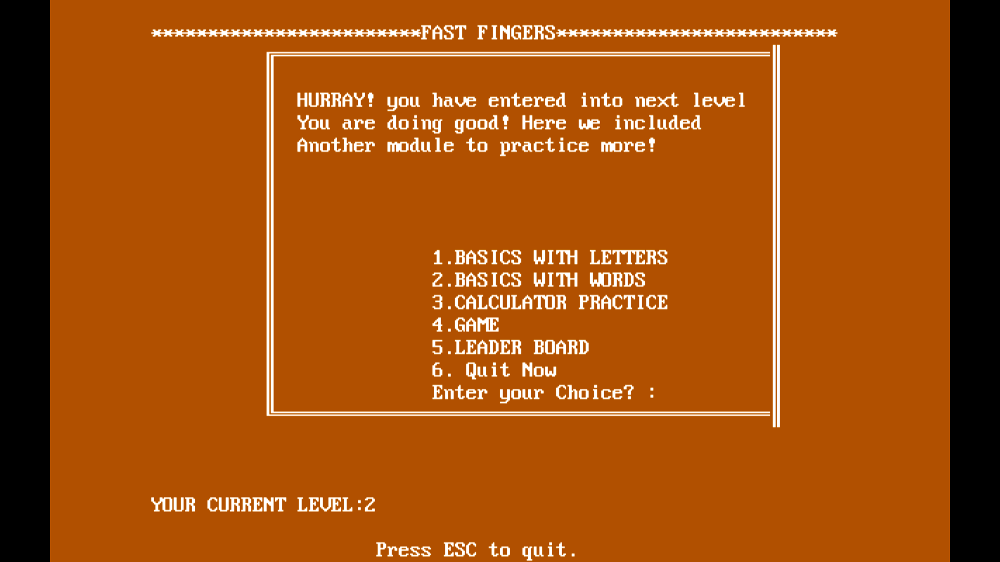 ************************FAST FINGERS*************************
HURRAY! you have entered into next level
You are doing good! Here we included
Another module to practice more!
1.BASICS WITH LETTERS
2.BASICS WITH WORDS
3.CALCULATOR PRACTICE
4.GAME
5.LEADER BOARD
6. Quit Now
Enter your Choice? :
YOUR CURRENT LEVEL:2
Press ESC to quit.